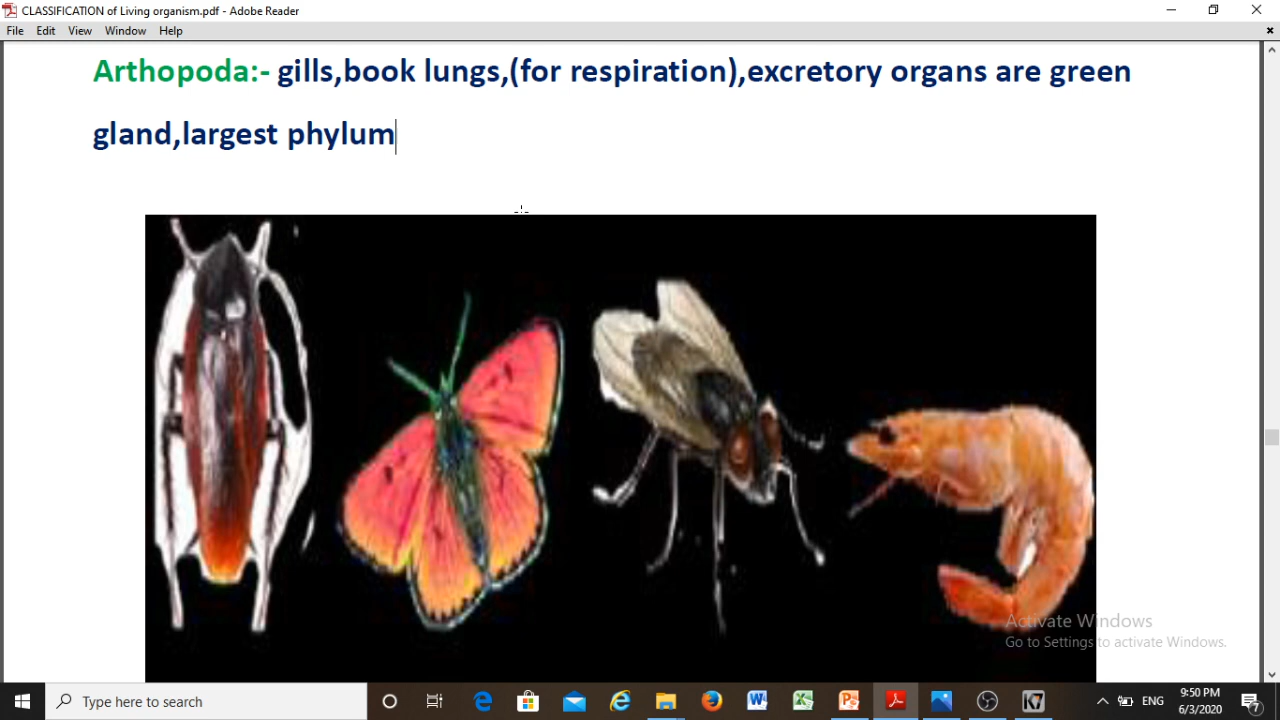 CLASSIFICATION of Living organism.pdf - Adobe Reader
File Edit View Window Help
Arthopoda:- gills,book lungs,(for respiration),excretory organs are green
gland,largest phylum
Activate Windows
Go to Settings to activate Windows.
Type here to search
ENG
9:50 PM
6/3/2020
7